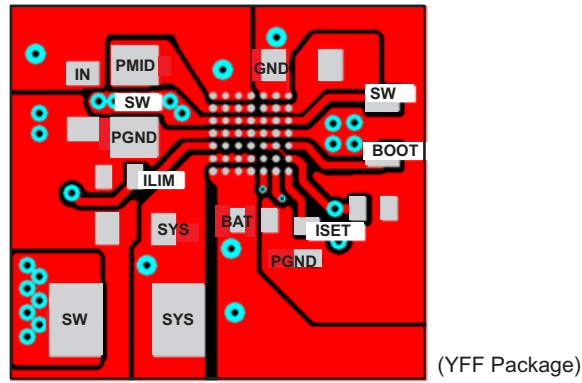 IN
PMID
GND
SW
SW
PGND
BOOT
ILIM
SYS
BAT
ISET
PGND
SW
SYS
(YFF Package)